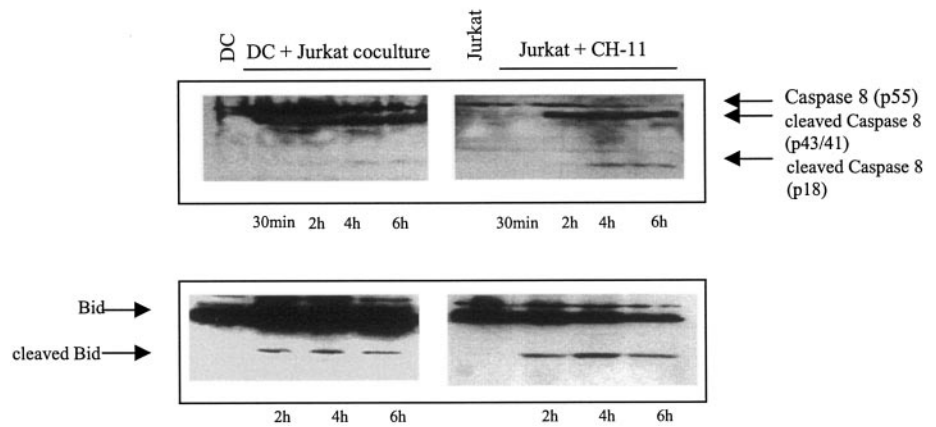 DC
DC + Jurkat coculture
Jurkat
Jurkat + CH-11
Caspase 8 (p55)
cleaved Caspase 8
(p43/41)
cleaved Caspase 8
(p18)
30min 2h 4h 6h
30min 2h 4h 6h
Bid
cleaved Bid
2h 4h 6h
2h 4h 6h